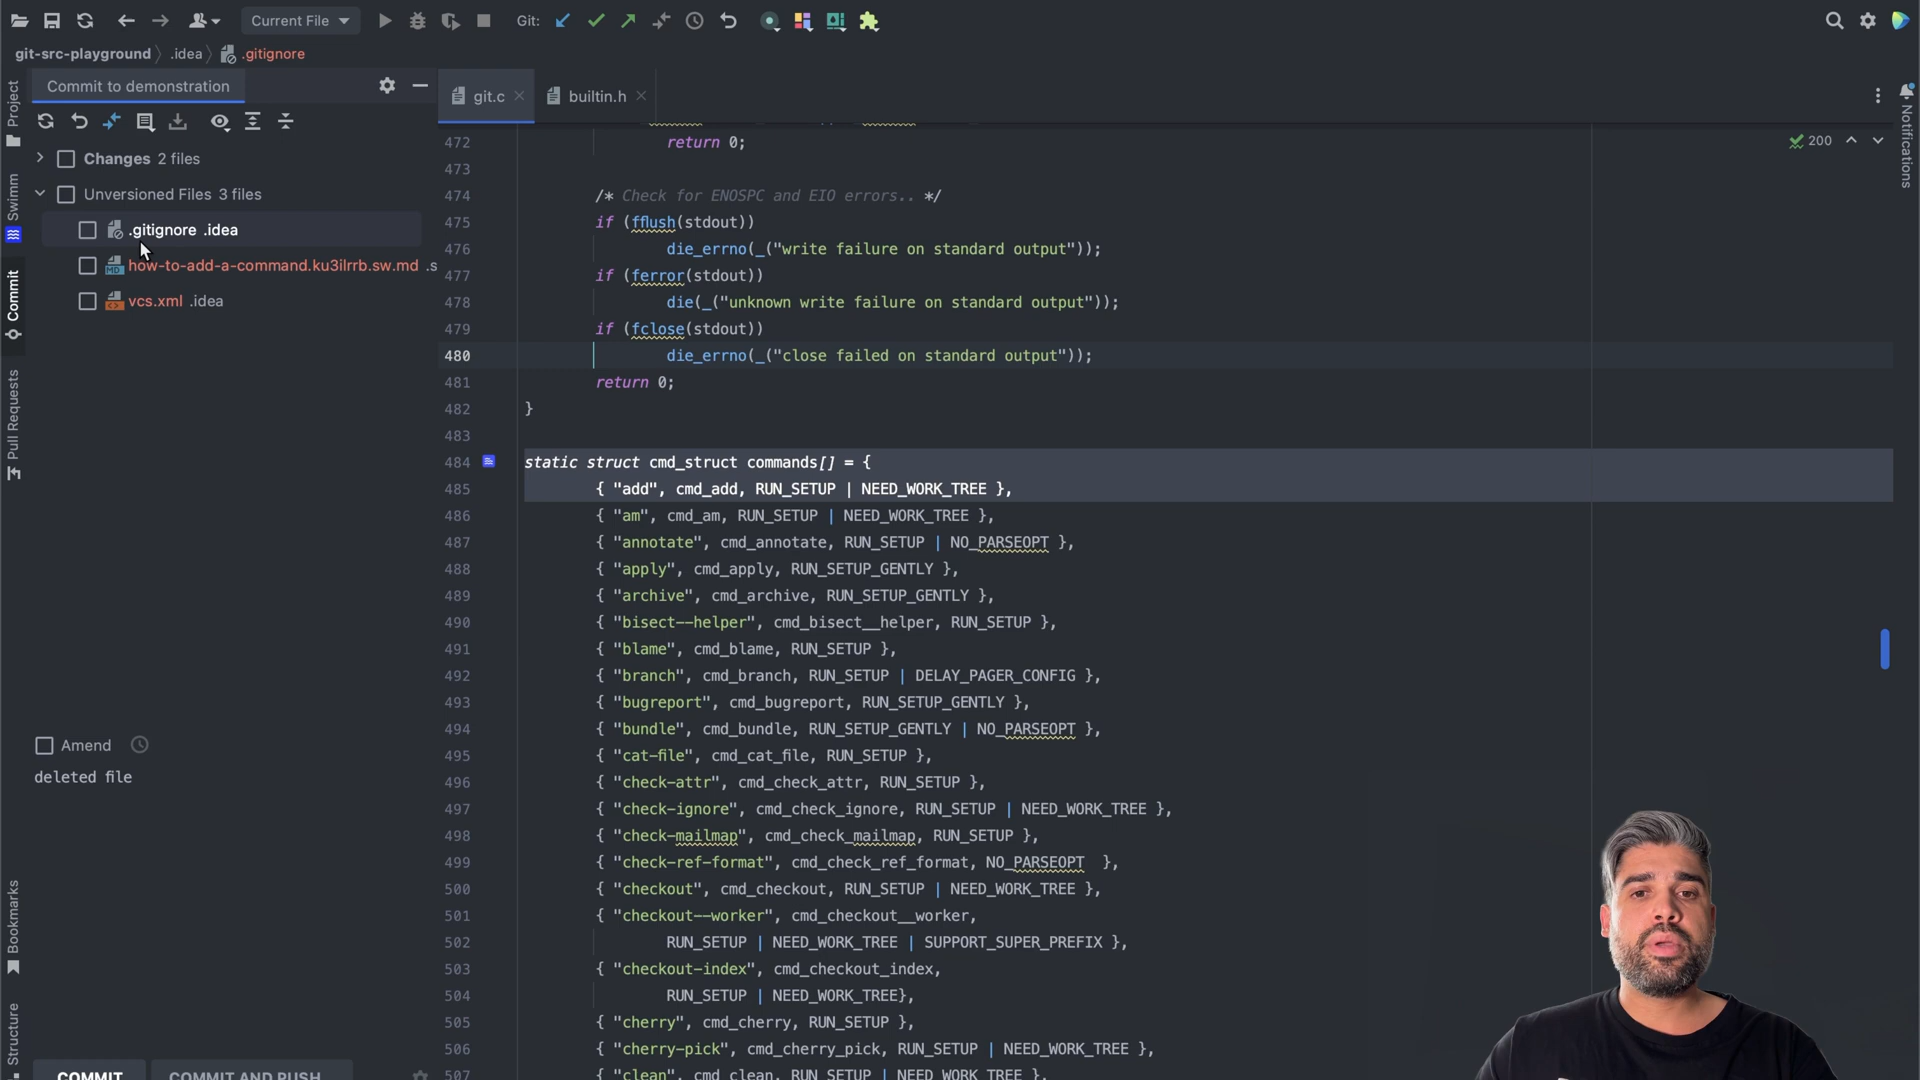 Current File
Git:
git-src-playground
.idea
.gitignore
Commit to demonstration
Changes 2 files
Unversioned Files 3 files
.gitignore .idea
how-to-add-a-command.ku3ilrrb.sw.md .s
vcs.xml .idea
Amend
deleted file
COMMIT
COMMIT AND PUSH
Project
Swimm
Commit
Pull Requests
Bookmarks
Structure
Notifications
git.c
builtin.h
200
472 return 0;
473
474 /* Check for ENOSPC and EIO errors.. */
475 if (fflush(stdout))
476 die_errno(_("write failure on standard output"));
477 if (ferror(stdout))
478 die(_("unknown write failure on standard output"));
479 if (fclose(stdout))
480 die_errno(_("close failed on standard output"));
481 return 0;
482 }
483
484 static struct cmd_struct commands[] = {
485 { "add", cmd_add, RUN_SETUP | NEED_WORK_TREE },
486 { "am", cmd_am, RUN_SETUP | NEED_WORK_TREE },
487 { "annotate", cmd_annotate, RUN_SETUP | NO_PARSEOPT },
488 { "apply", cmd_apply, RUN_SETUP_GENTLY },
489 { "archive", cmd_archive, RUN_SETUP_GENTLY },
490 { "bisect--helper", cmd_bisect__helper, RUN_SETUP },
491 { "blame", cmd_blame, RUN_SETUP },
492 { "branch", cmd_branch, RUN_SETUP | DELAY_PAGER_CONFIG },
493 { "bugreport", cmd_bugreport, RUN_SETUP_GENTLY },
494 { "bundle", cmd_bundle, RUN_SETUP_GENTLY | NO_PARSEOPT },
495 { "cat-file", cmd_cat_file, RUN_SETUP },
496 { "check-attr", cmd_check_attr, RUN_SETUP },
497 { "check-ignore", cmd_check_ignore, RUN_SETUP | NEED_WORK_TREE },
498 { "check-mailmap", cmd_check_mailmap, RUN_SETUP },
499 { "check-ref-format", cmd_check_ref_format, NO_PARSEOPT  },
500 { "checkout", cmd_checkout, RUN_SETUP | NEED_WORK_TREE },
501 { "checkout--worker", cmd_checkout__worker,
502 RUN_SETUP | NEED_WORK_TREE | SUPPORT_SUPER_PREFIX },
503 { "checkout-index", cmd_checkout_index,
504 RUN_SETUP | NEED_WORK_TREE},
505 { "cherry", cmd_cherry, RUN_SETUP },
506 { "cherry-pick", cmd_cherry_pick, RUN_SETUP | NEED_WORK_TREE },
507 { "clean", cmd_clean, RUN_SETUP | NEED_WORK_TREE },